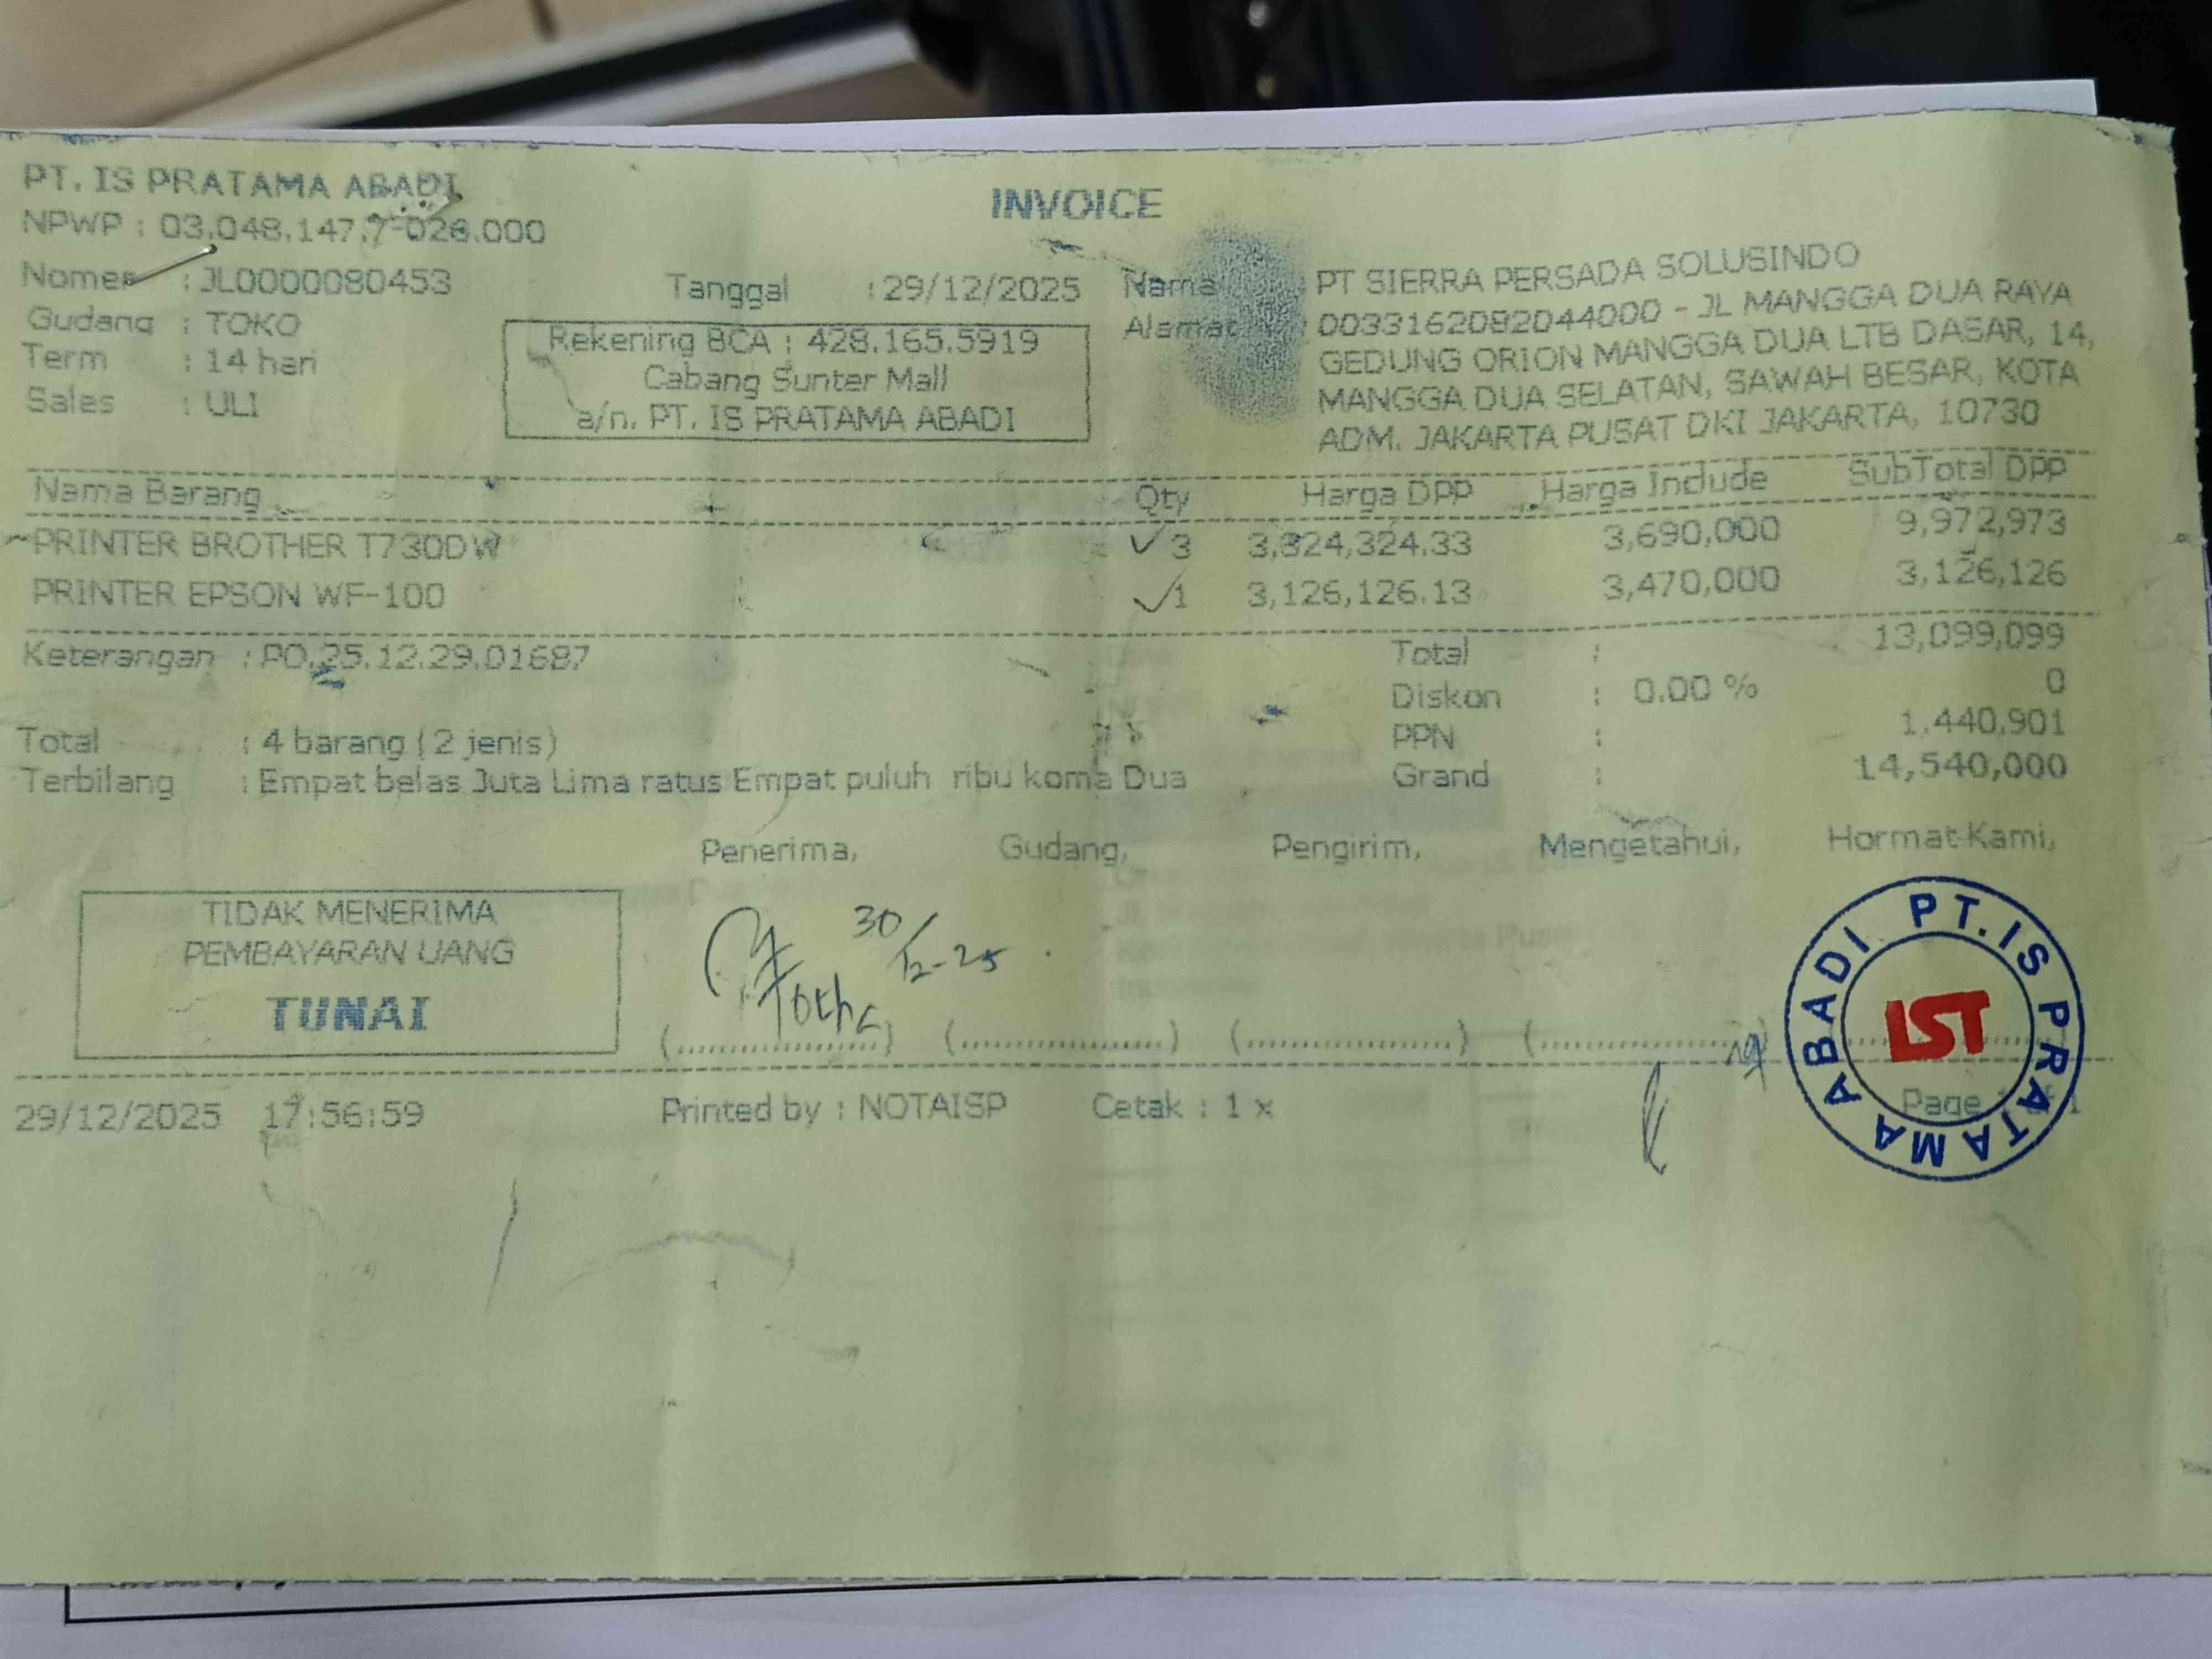 PT. IS PRATAMA ABADI
INVOICE
NPWP : 03.048.147.7-026.000
Nomer : JL0000080453
Gudang : TOKO
Term : 14 hari
Sales : ULI
Tanggal : 29/12/2025
Rekening BCA : 428.165.5919
Cabang Sunter Mall
a/n. PT. IS PRATAMA ABADI
Nama : PT SIERRA PERSADA SOLUSINDO
Alamat : 0033162082044000 - JL MANGGA DUA RAYA
GEDUNG ORION MANGGA DUA LTB DASAR, 14,
MANGGA DUA SELATAN, SAWAH BESAR, KOTA
ADM. JAKARTA PUSAT DKI JAKARTA, 10730
Nama Barang Qty Harga DPP Harga Include SubTotal DPP
PRINTER BROTHER T730DW 3 3,324,324.33 3,690,000 9,972,973
PRINTER EPSON WF-100 1 3,126,126.13 3,470,000 3,126,126
Keterangan : PO.25.12.29.01687
Total : 13,099,099
Diskon : 0.00 % 0
PPN : 1,440,901
Grand : 14,540,000
Total : 4 barang (2 jenis)
Terbilang : Empat belas Juta Lima ratus Empat puluh ribu koma Dua
Penerima, Gudang, Pengirim, Mengetahui, Hormat Kami,
TIDAK MENERIMA
PEMBAYARAN UANG
TUNAI
30/12-25
(..................) (..................) (..................) (..................)
PT. IS PRATAMA ABADI
IST
29/12/2025 17:56:59 Printed by : NOTAISP Cetak : 1 x Page 1